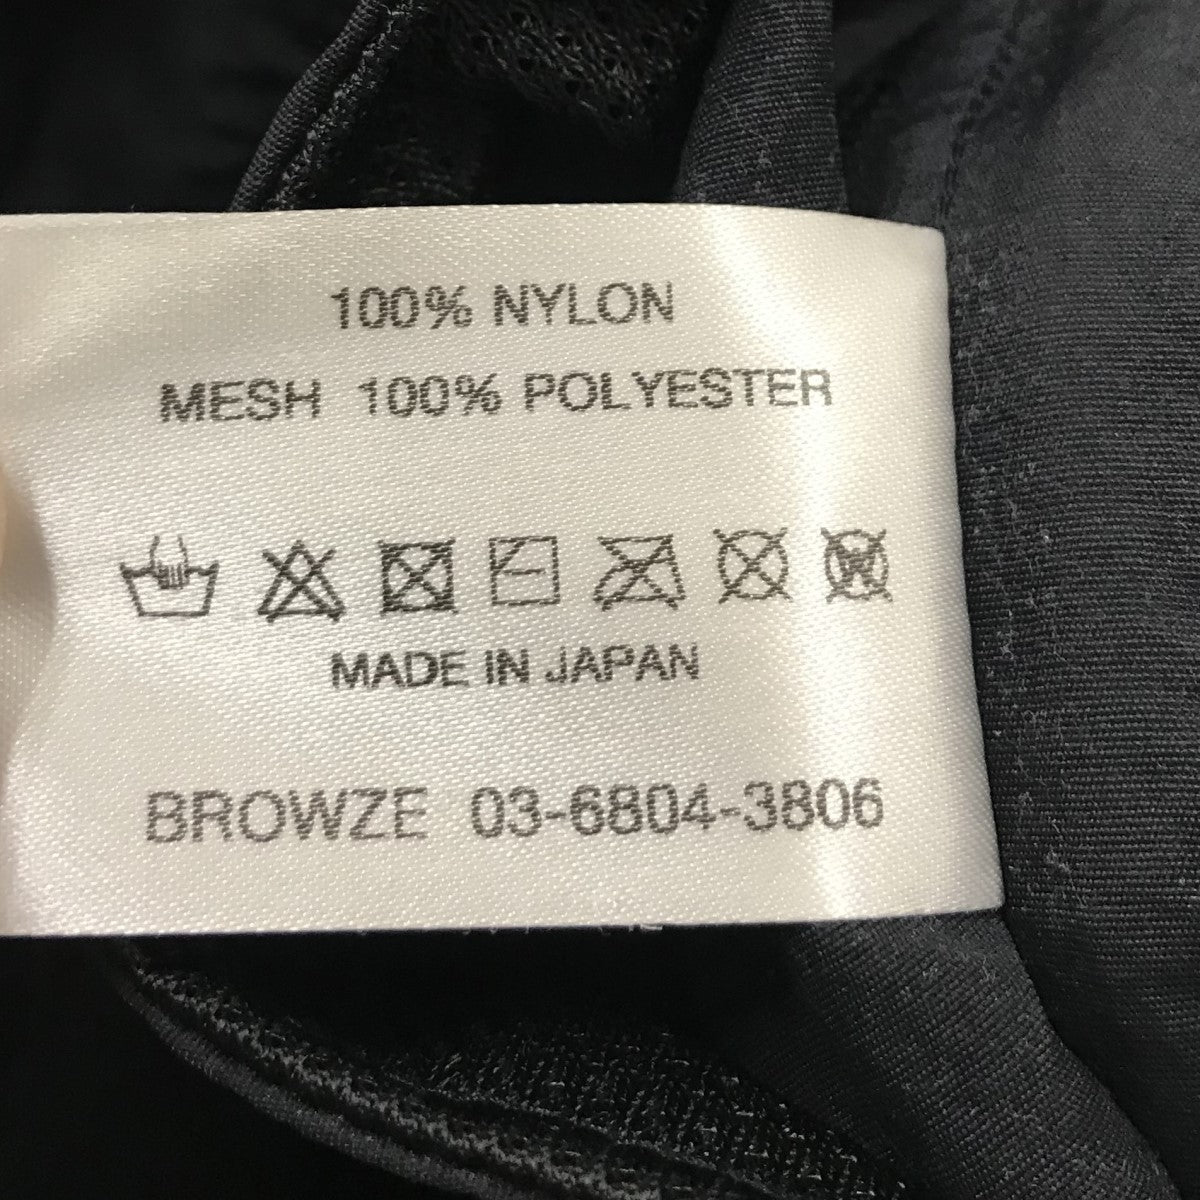 100% NYLON
MESH 100% POLYESTER
W
MADE IN JAPAN
BROWZE 03-6804-3806